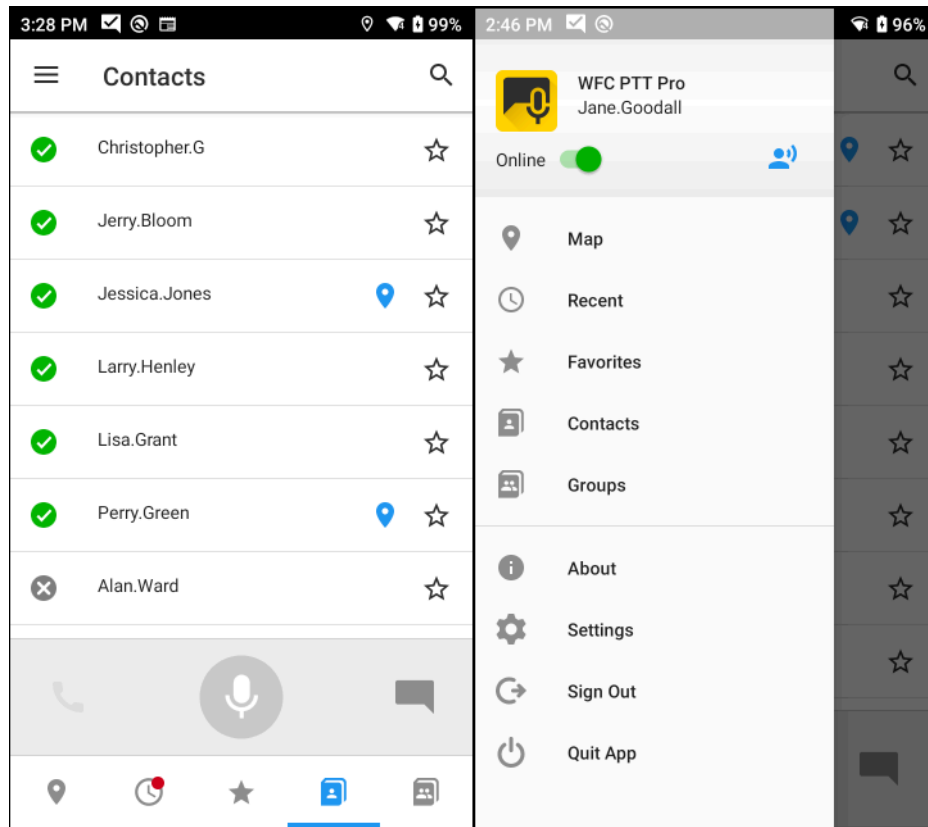 3:28 PM
99%
Contacts
Christopher.G
Jerry.Bloom
Jessica.Jones
Larry.Henley
Lisa.Grant
Perry.Green
Alan.Ward
2:46 PM
96%
WFC PTT Pro
Jane.Goodall
Online
Map
Recent
Favorites
Contacts
Groups
About
Settings
Sign Out
Quit App